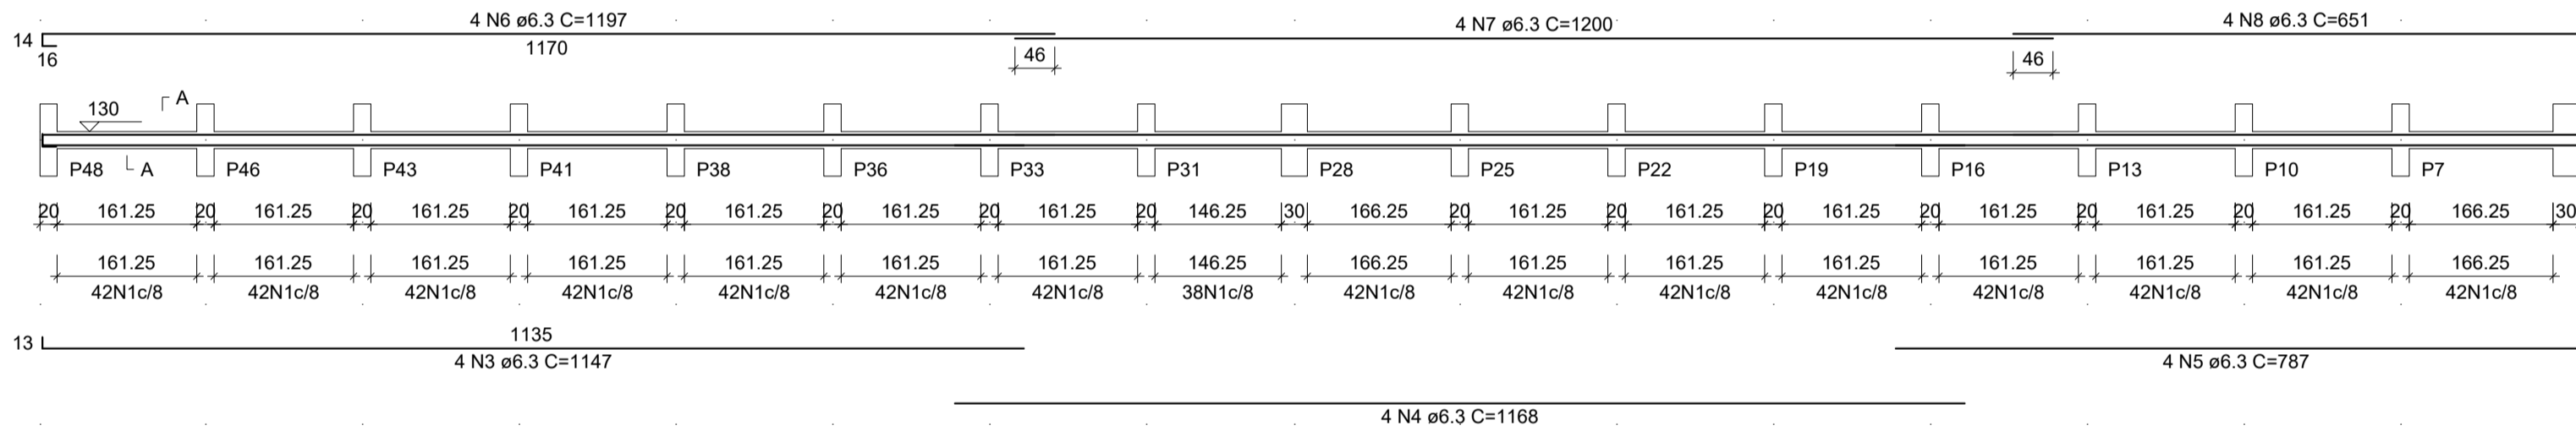 4 N6 ø6.3 C=1197 4 N7 ø6.3 C=1200 4 N8 ø6.3 C=651
14 1170 46 46
16
130 A
P48 A P46 P43 P41 P38 P36 P33 P31 P28 P25 P22 P19 P16 P13 P10 P7
20 161.25 20 161.25 20 161.25 20 161.25 20 161.25 20 161.25 20 161.25 20 146.25 30 166.25 20 161.25 20 161.25 20 161.25 20 161.25 20 161.25 20 161.25 20 166.25 30
161.25 161.25 161.25 161.25 161.25 161.25 161.25 146.25 166.25 161.25 161.25 161.25 161.25 161.25 161.25 166.25
42N1c/8 42N1c/8 42N1c/8 42N1c/8 42N1c/8 42N1c/8 42N1c/8 38N1c/8 42N1c/8 42N1c/8 42N1c/8 42N1c/8 42N1c/8 42N1c/8 42N1c/8 42N1c/8
13 1135
4 N3 ø6.3 C=1147 4 N5 ø6.3 C=787
4 N4 ø6.3 C=1168